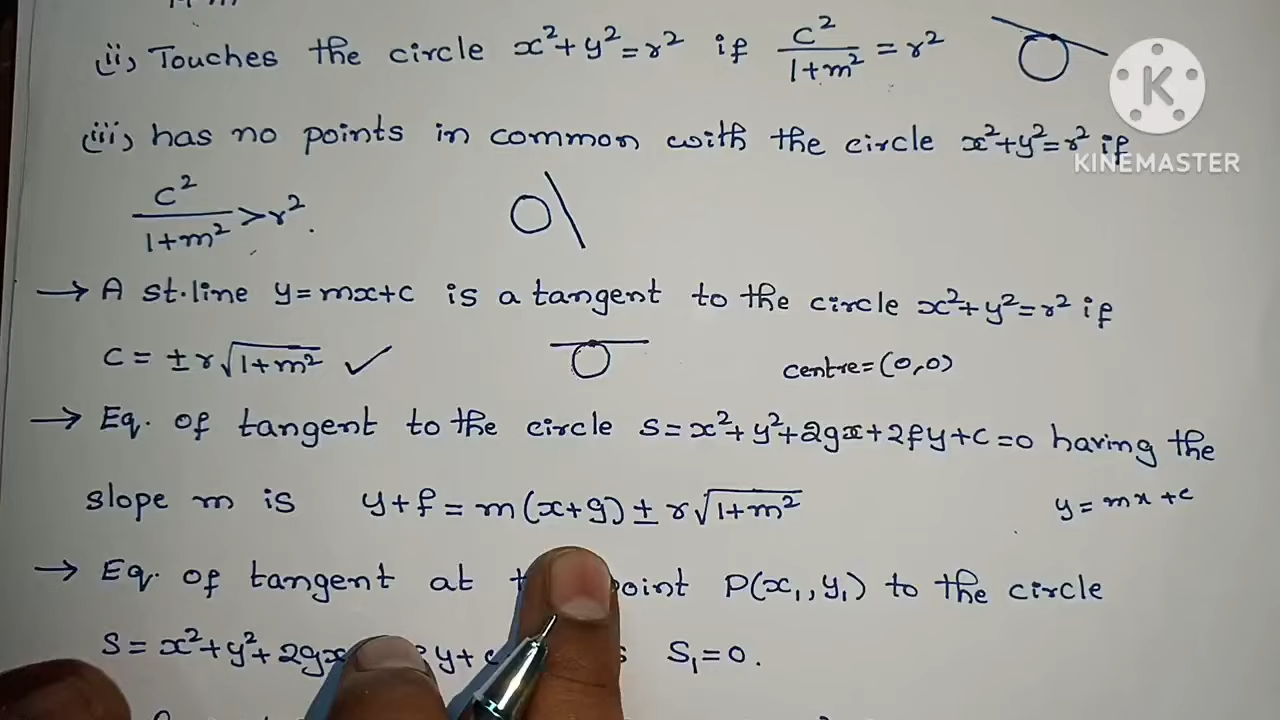 (ii) Touches the circle x²+y²=r² if c²/1+m² = r²
K
KINEMASTER
(iii) has no points in common with the circle x²+y²=r² if
c²/1+m² > r².
→ A st.line y=mx+c is a tangent to the circle x²+y²=r² if
c = ±r√1+m² ✓ centre=(0,0)
→ Eq. of tangent to the circle S=x²+y²+2gx+2fy+c=0 having the
slope m is y+f = m(x+g) ± r√1+m² y=mx+c
→ Eq. of tangent at point P(x₁,y₁) to the circle
S= x²+y²+2gx y+c S₁=0.